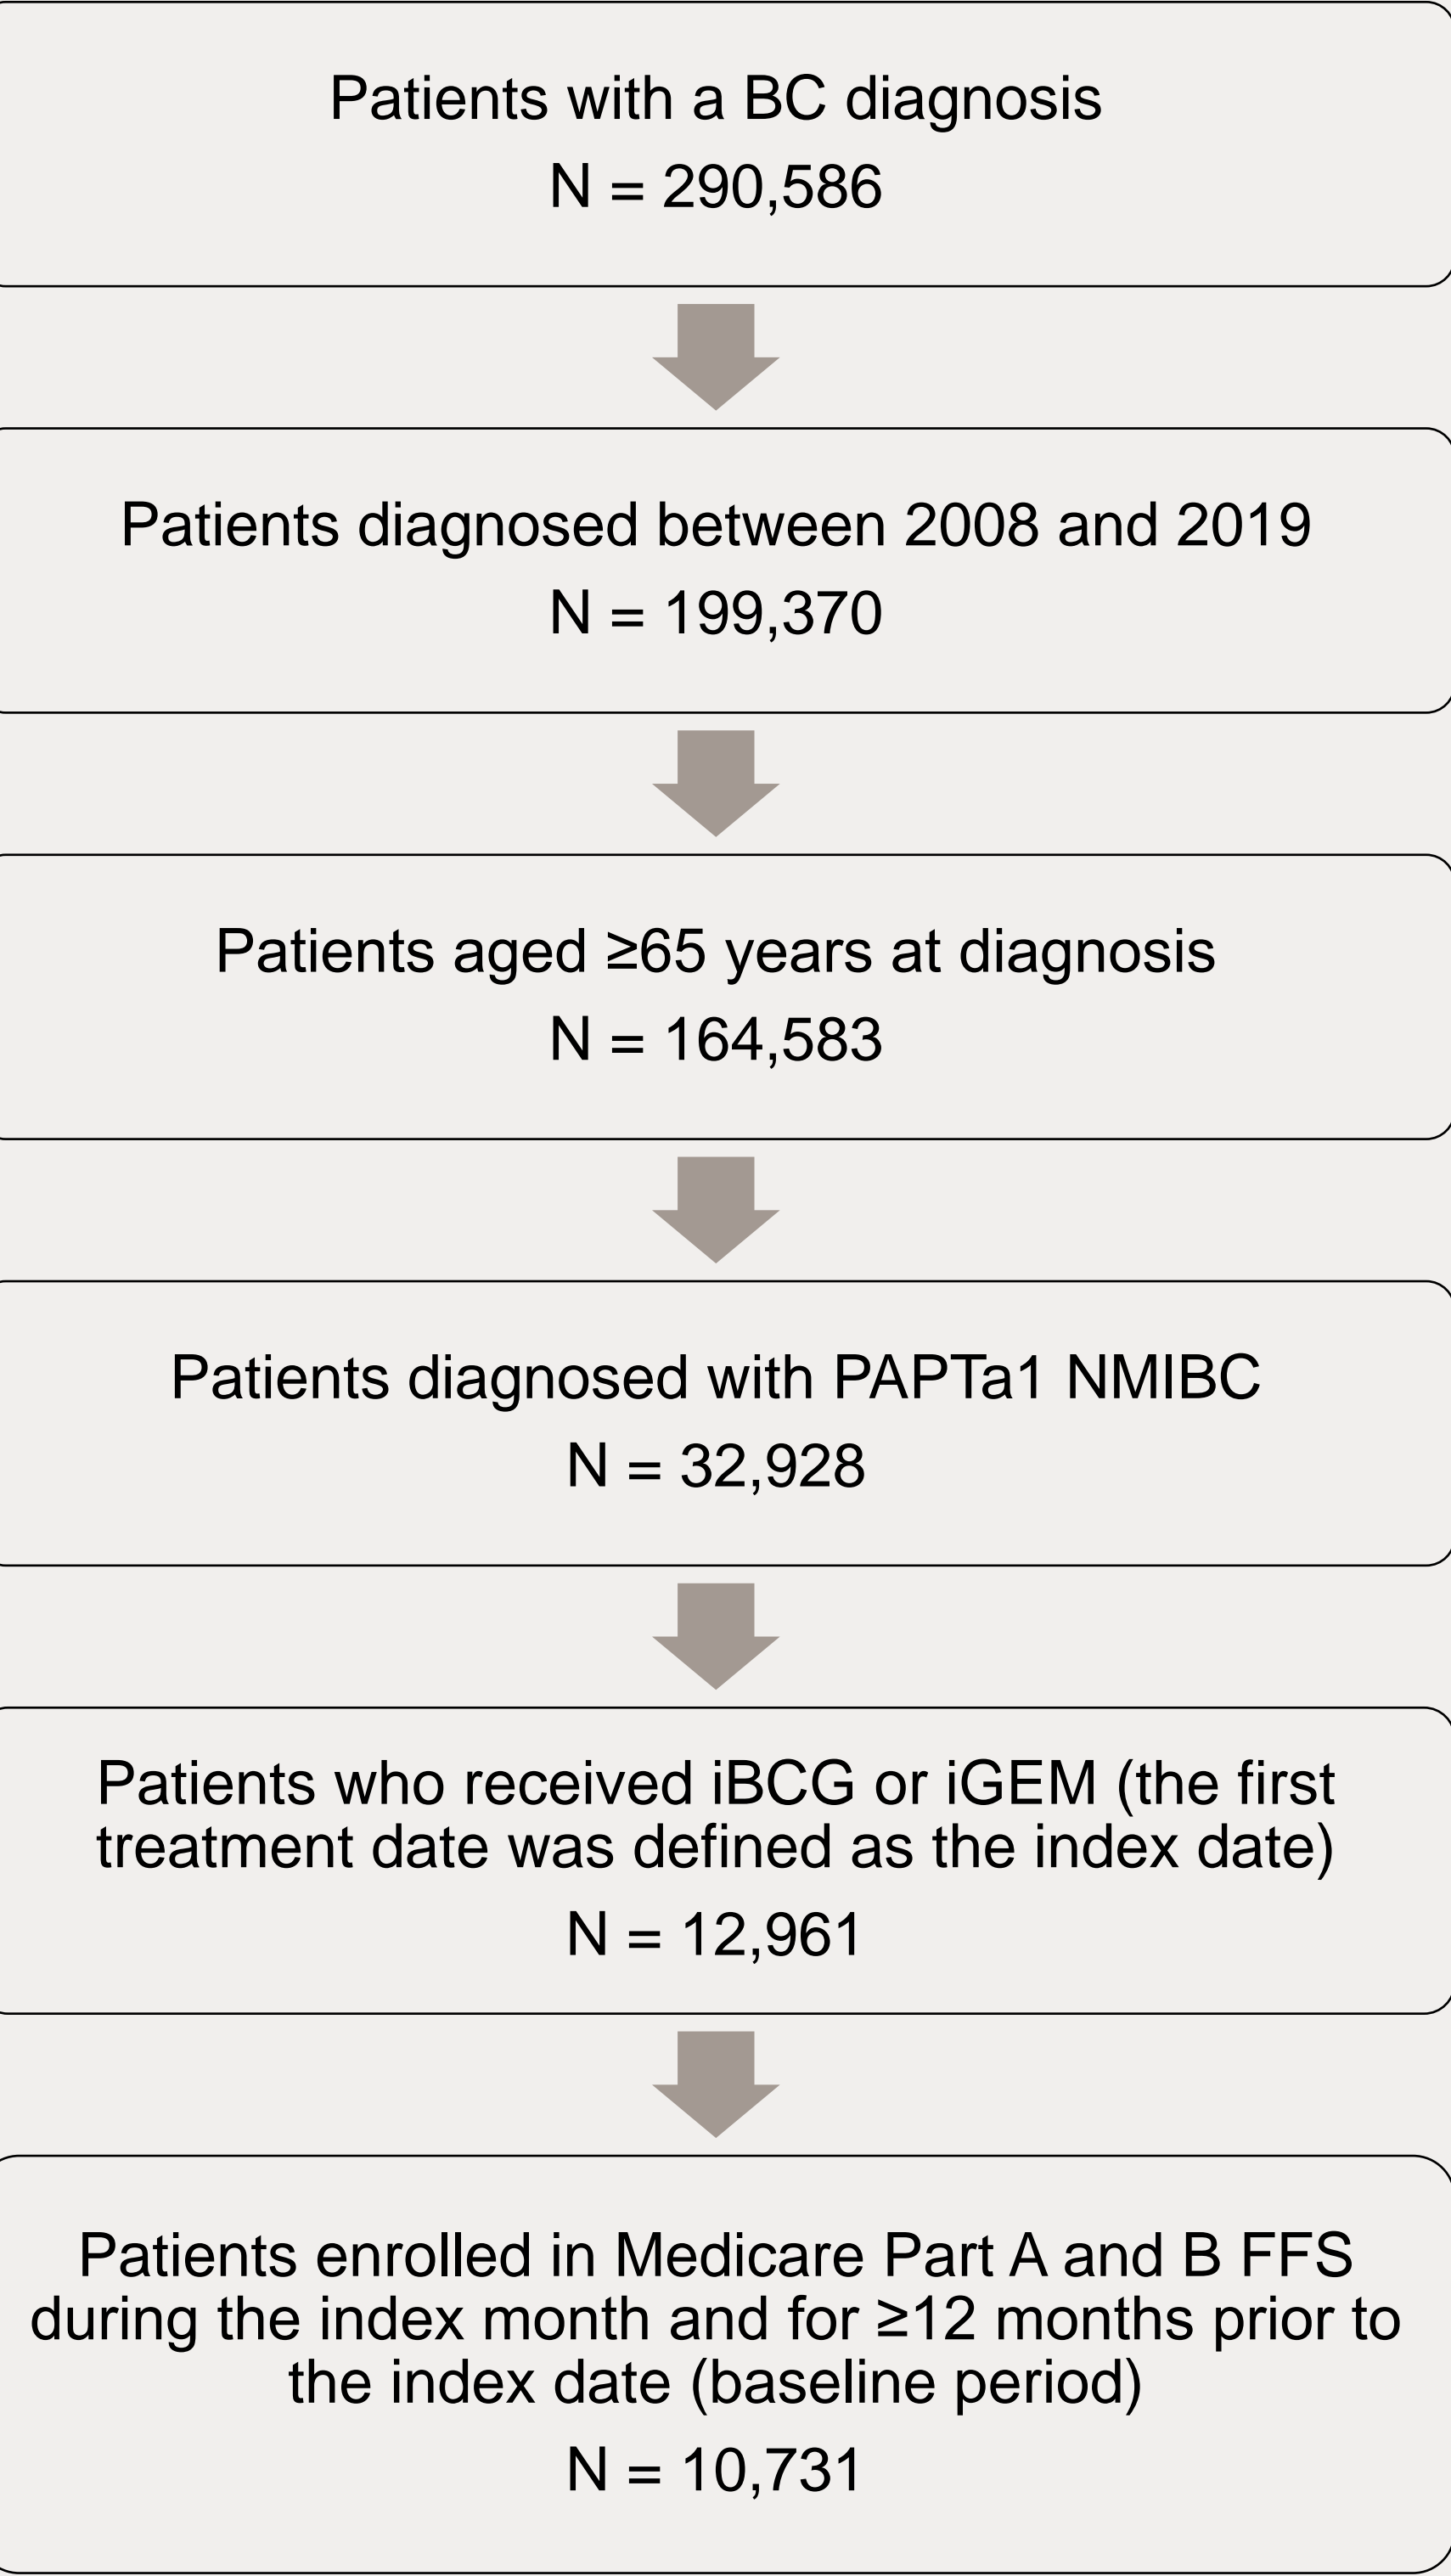 Patients with a BC diagnosis
N = 290,586
Patients diagnosed between 2008 and 2019
N = 199,370
Patients aged ≥65 years at diagnosis
N = 164,583
Patients diagnosed with PAPTa1 NMIBC
N = 32,928
Patients who received iBCG or iGEM (the first
treatment date was defined as the index date)
N = 12,961
Patients enrolled in Medicare Part A and B FFS
during the index month and for ≥12 months prior to
the index date (baseline period)
N = 10,731